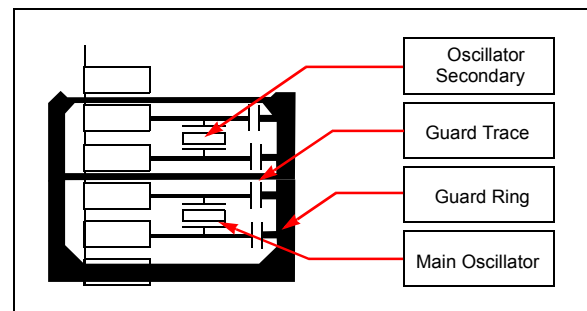 Oscillator
Secondary
Guard Trace
Guard Ring
Main Oscillator